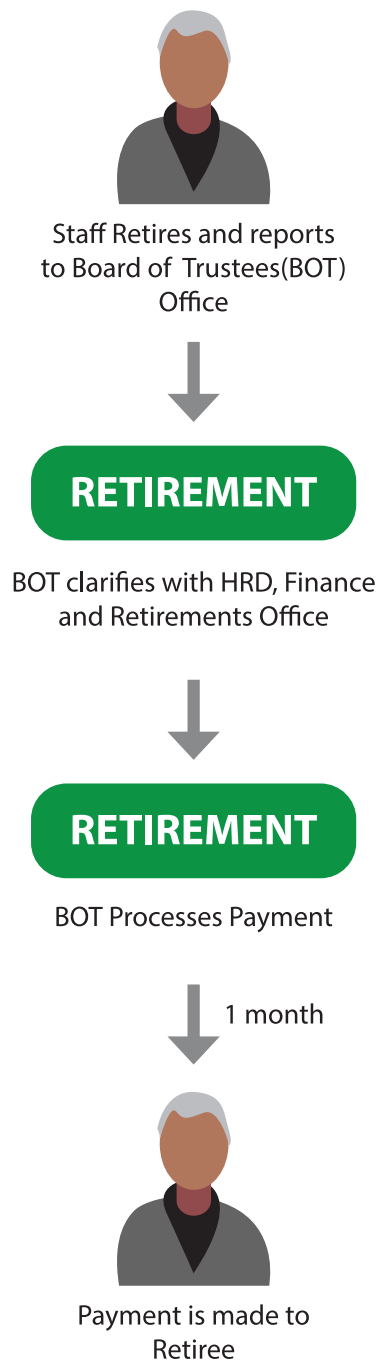 Staff Retires and reports
to Board of Trustees(BOT)
Office
RETIREMENT
BOT clarifies with HRD, Finance
and Retirements Office
RETIREMENT
BOT Processes Payment
1 month
Payment is made to
Retiree